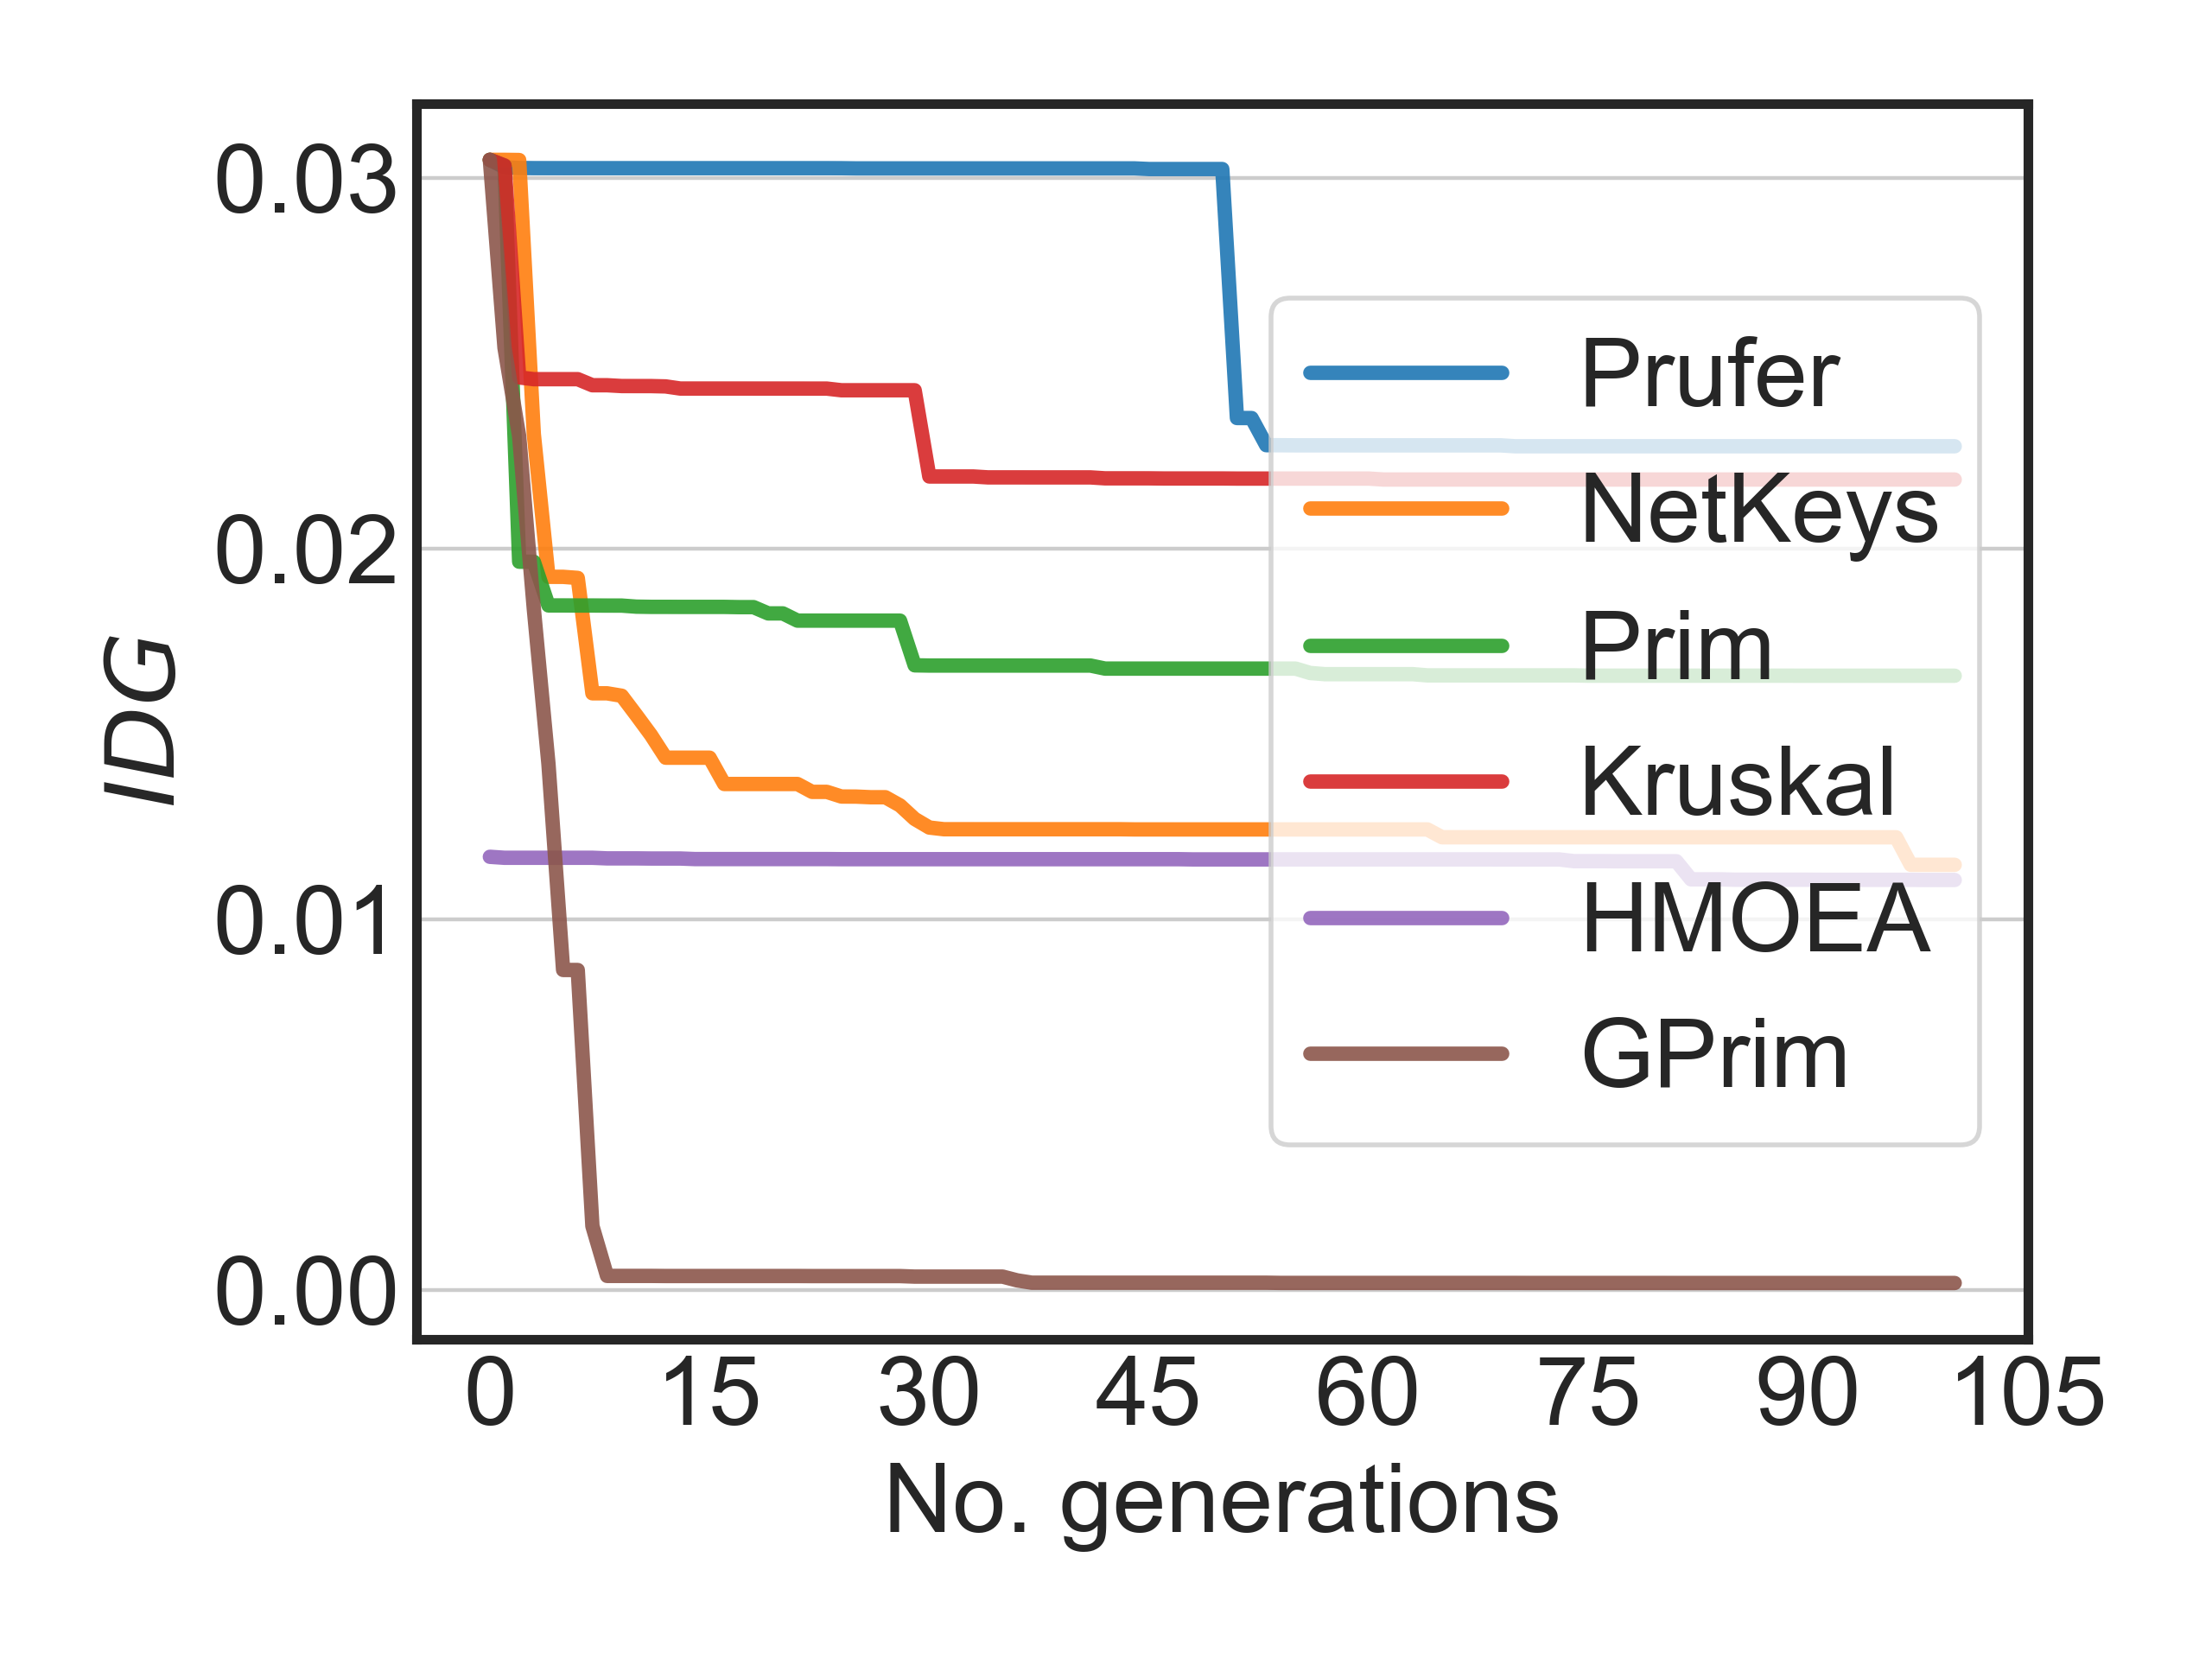 IDG
0.03
0.02
0.01
0.00
0 15 30 45 60 75 90 105
No. generations
Prufer
NetKeys
Prim
Kruskal
HMOEA
GPrim